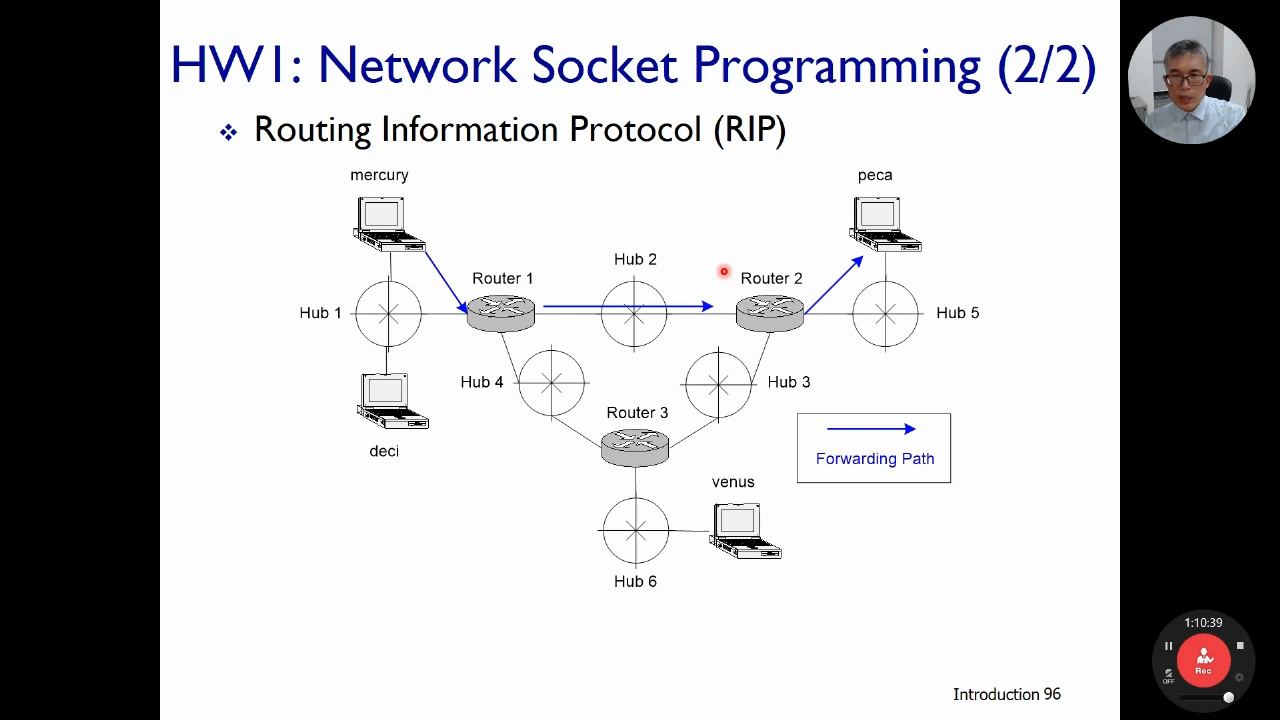 HW1: Network Socket Programming (2/2)
❖ Routing Information Protocol (RIP)
mercury
peca
Hub 2
Router 1
Router 2
Hub 1
Hub 5
Hub 4
Hub 3
Router 3
deci
Forwarding Path
venus
Hub 6
1:10:39
Rec
OFF
Introduction 96